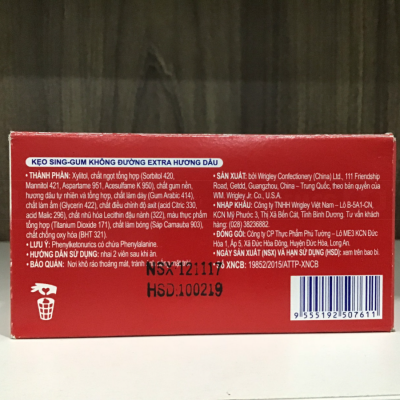 KẸO SING-GUM KHÔNG ĐƯỜNG EXTRA HƯƠNG DÂU
• THÀNH PHẦN: Xylitol, chất ngọt tổng hợp (Sorbitol 420,
Mannitol 421, Aspartame 951, Acesulfame K 950), chất gum nền,
hương dâu tự nhiên và tổng hợp, chất làm dày (Gum Arabic 414),
chất làm ẩm (Glycerin 422), chất điều chỉnh độ axit (acid Citric 330,
acid Malic 296), chất nhũ hóa Lecithin đậu nành (322), màu thực phẩm
tổng hợp (Titanium Dioxide 171), chất làm bóng (Sáp Carnauba 903),
chất chống oxy hóa (BHT 321).
• LƯU Ý: Phenylketonurics có chứa Phenylalanine.
• HƯỚNG DẪN SỬ DỤNG: nhai 2 viên sau khi ăn.
• BẢO QUẢN: Nơi khô ráo thoáng mát, tránh
NSX 121117
HSD.100219
• SẢN XUẤT: bởi Wrigley Confectionery (China) Ltd., 111 Friendship
Road, Getdd, Guangzhou, China – Trung Quốc, theo bản quyền của
WM. Wrigley Jr. Co., U.S.A.
• NHẬP KHẨU: Công ty TNHH Wrigley Việt Nam – Lô B-5A1-CN,
KCN Mỹ Phước 3, Thị Xã Bến Cát, Tỉnh Bình Dương. Tư vấn khách
hàng: (028) 38236882.
• ĐÓNG GÓI: Công ty CP Thực Phẩm Phú Tường – Lô ME3 KCN Đức
Hòa 1, Ấp 5, Xã Đức Hòa Đông, Huyện Đức Hòa, Long An.
• NGÀY SẢN XUẤT (NSX) VÀ HẠN SỬ DỤNG (HSD): xem trên bao bì.
• SỐ XNCB: 19852/2015/ATTP-XNCB
9 555192 507611